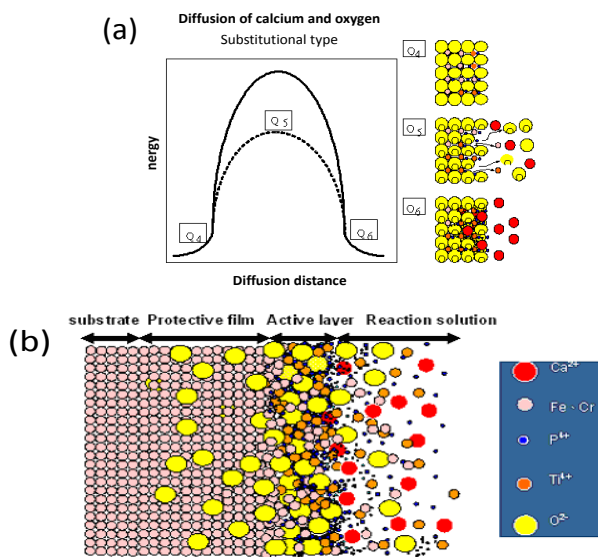 (a)
Diffusion of calcium and oxygen
Substitutional type
nergy
Q4
Q5
Q6
Diffusion distance
Q4
Q5
Q6
(b)
substrate Protective film Active layer Reaction solution
Ca²⁺
Fe、Cr
P⁴⁺
Ti⁴⁺
O²⁻